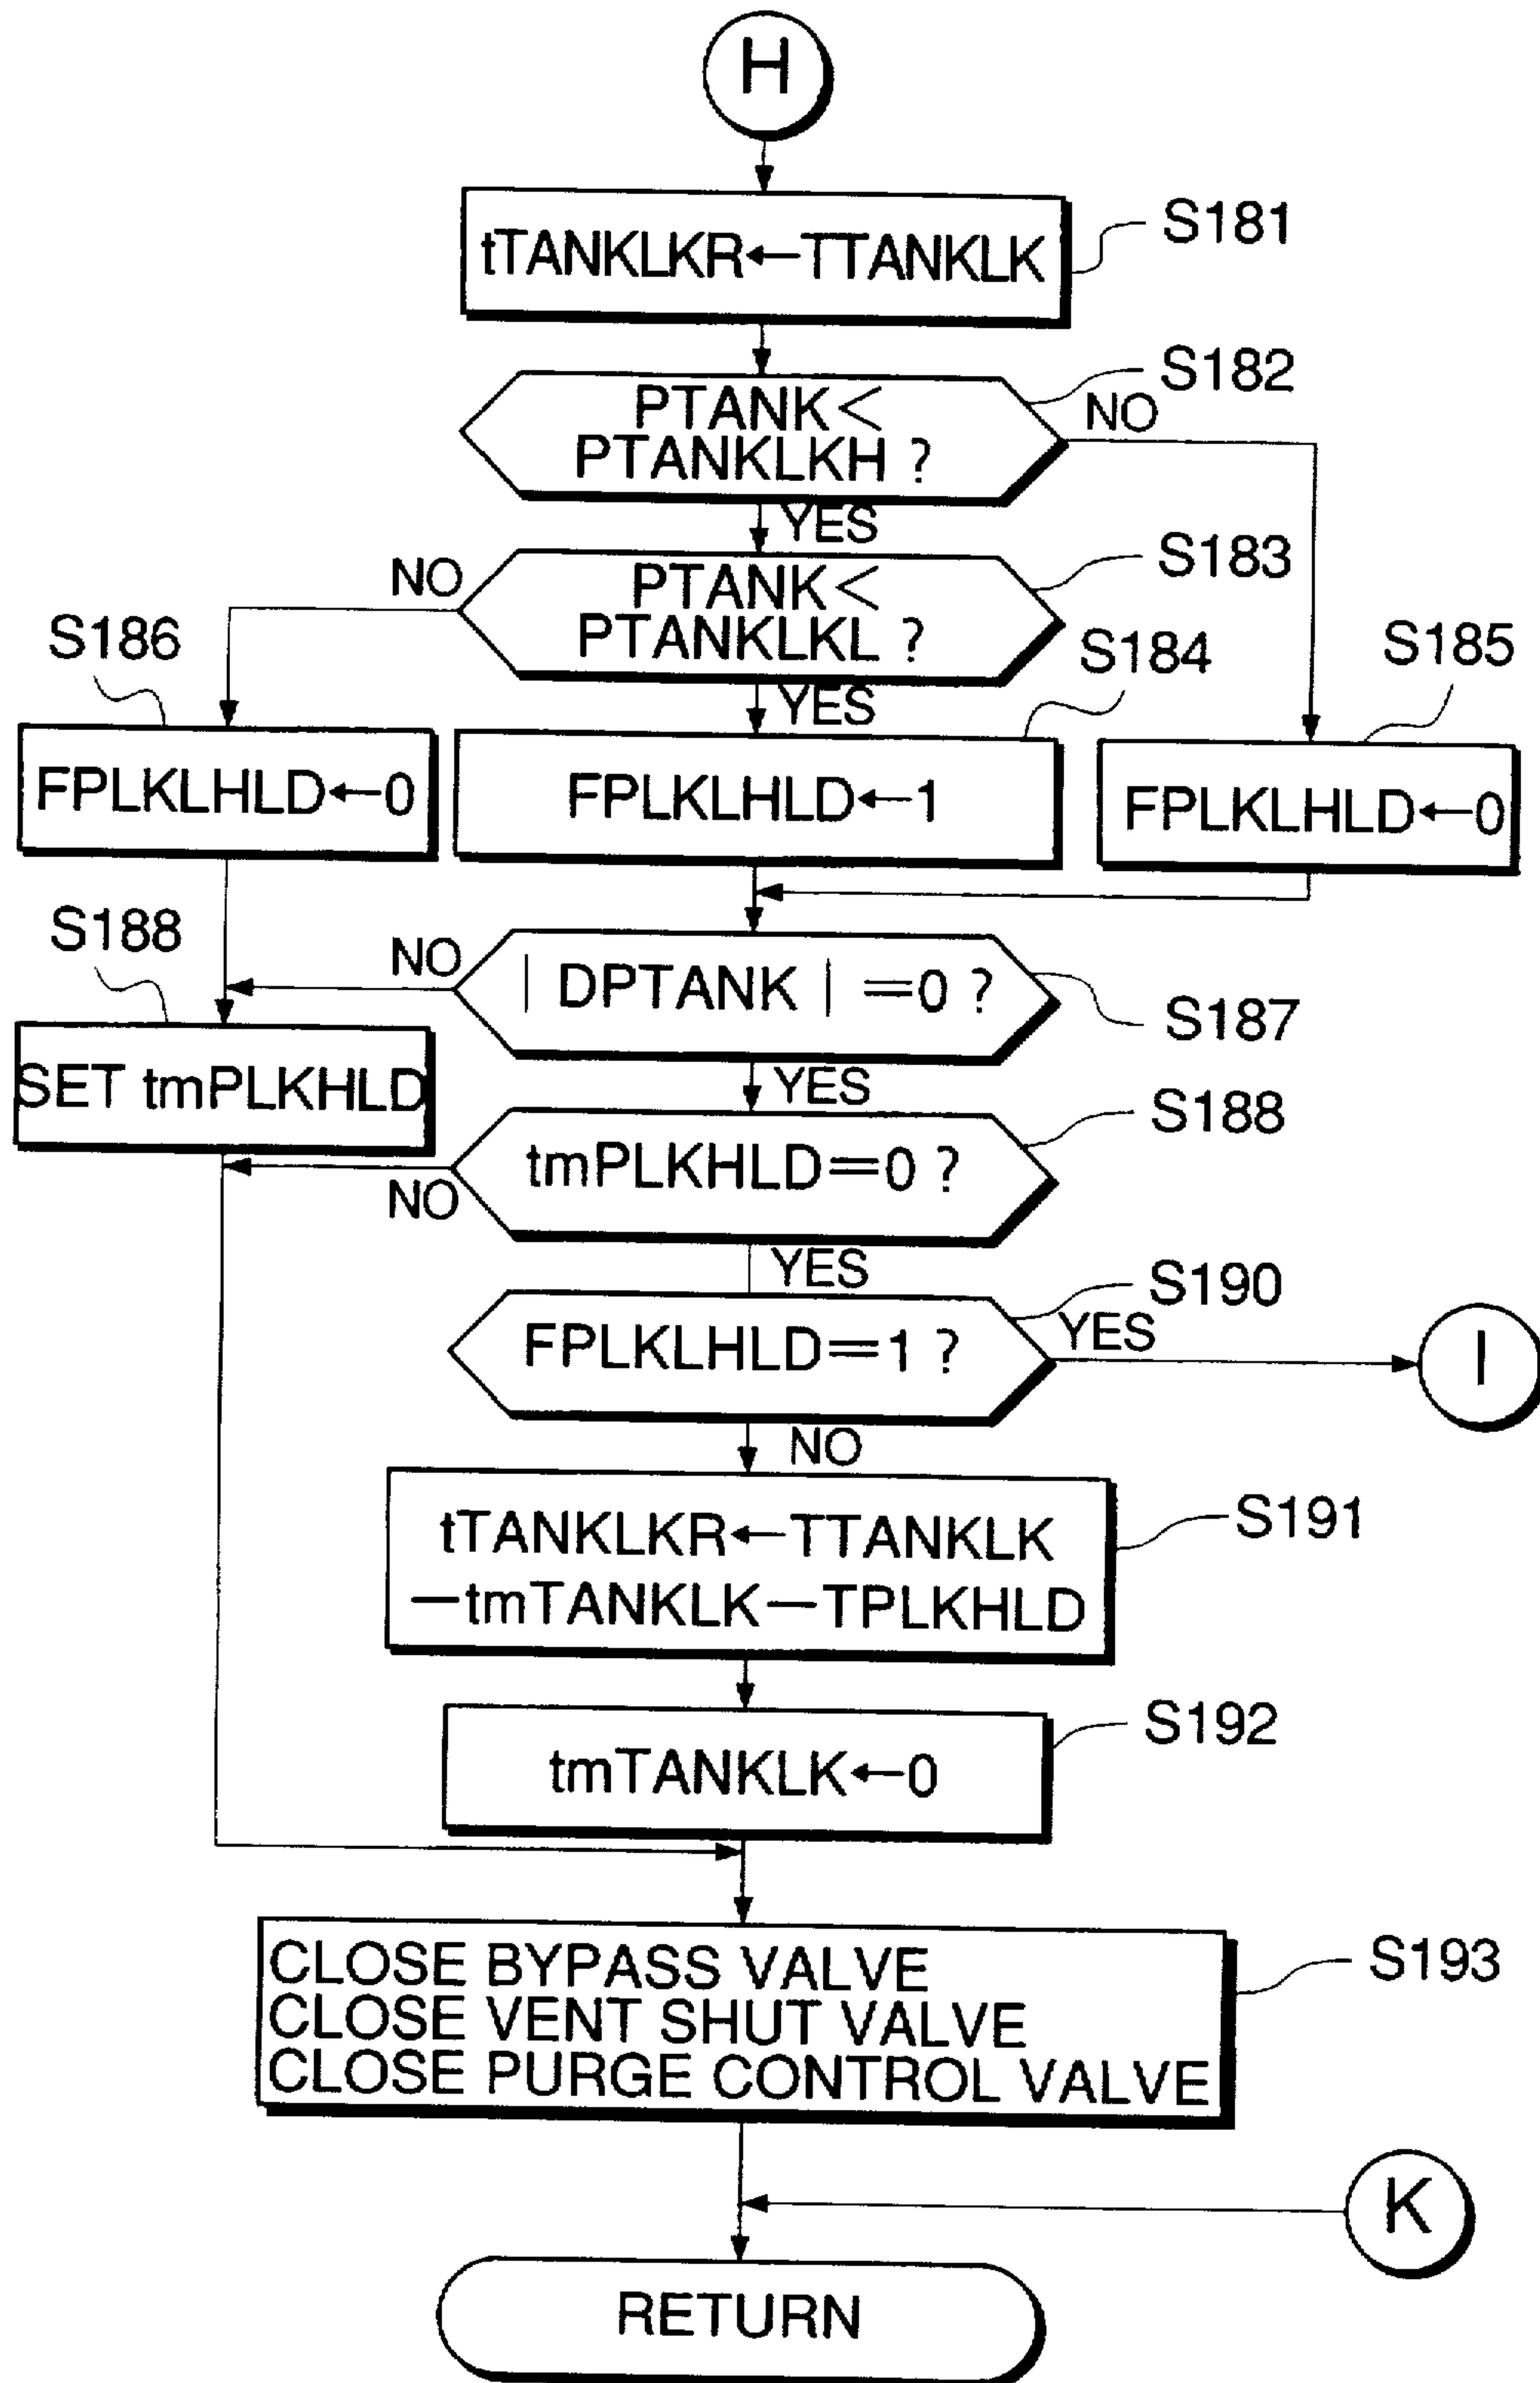 H
tTANKLKR←TTANKLK
S181
PTANK<
PTANKLKH ?
S182
NO
YES
PTANK<
PTANKLKL ?
S183
NO
YES
S186
S184
S185
FPLKLHLD←0
FPLKLHLD←1
FPLKLHLD←0
S188
NO
| DPTANK | =0 ?
S187
SET tmPLKHLD
YES
tmPLKHLD=0 ?
S188
NO
YES
FPLKLHLD=1 ?
S190
YES
I
NO
tTANKLKR←TTANKLK
−tmTANKLK−TPLKHLD
S191
tmTANKLK←0
S192
CLOSE BYPASS VALVE
CLOSE VENT SHUT VALVE
CLOSE PURGE CONTROL VALVE
S193
K
RETURN